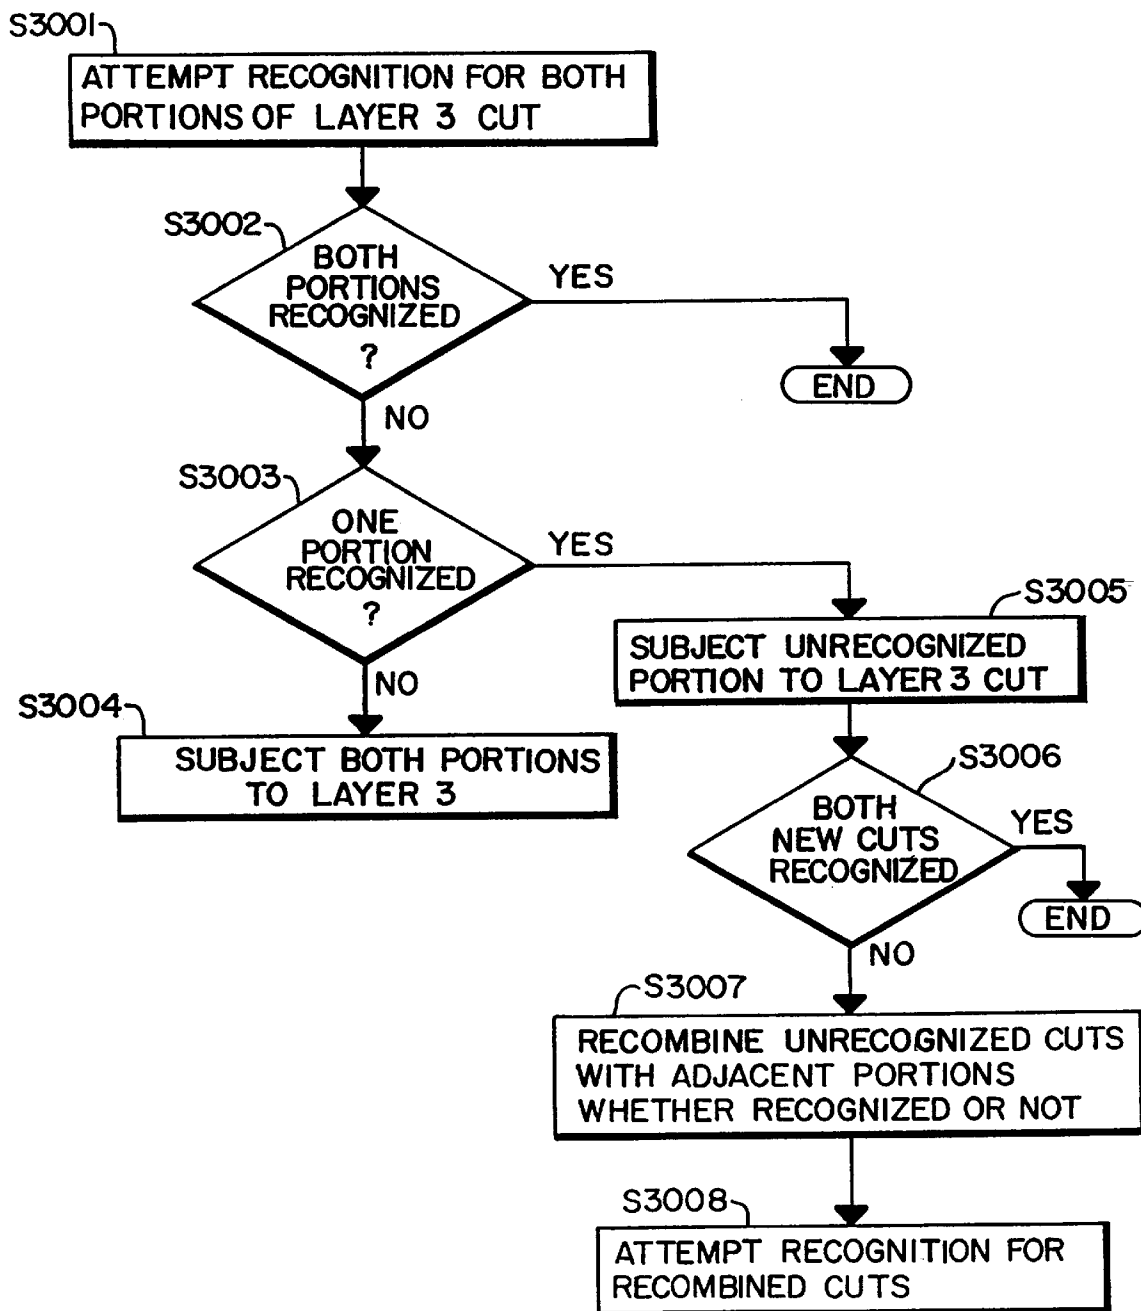 S3001
ATTEMPT RECOGNITION FOR BOTH
PORTIONS OF LAYER 3 CUT
S3002
BOTH
PORTIONS
RECOGNIZED
?
YES
END
NO
S3003
ONE
PORTION
RECOGNIZED
?
YES
NO
S3004
SUBJECT BOTH PORTIONS
TO LAYER 3
S3005
SUBJECT UNRECOGNIZED
PORTION TO LAYER 3 CUT
S3006
BOTH
NEW CUTS
RECOGNIZED
YES
END
NO
S3007
RECOMBINE UNRECOGNIZED CUTS
WITH ADJACENT PORTIONS
WHETHER RECOGNIZED OR NOT
S3008
ATTEMPT RECOGNITION FOR
RECOMBINED CUTS